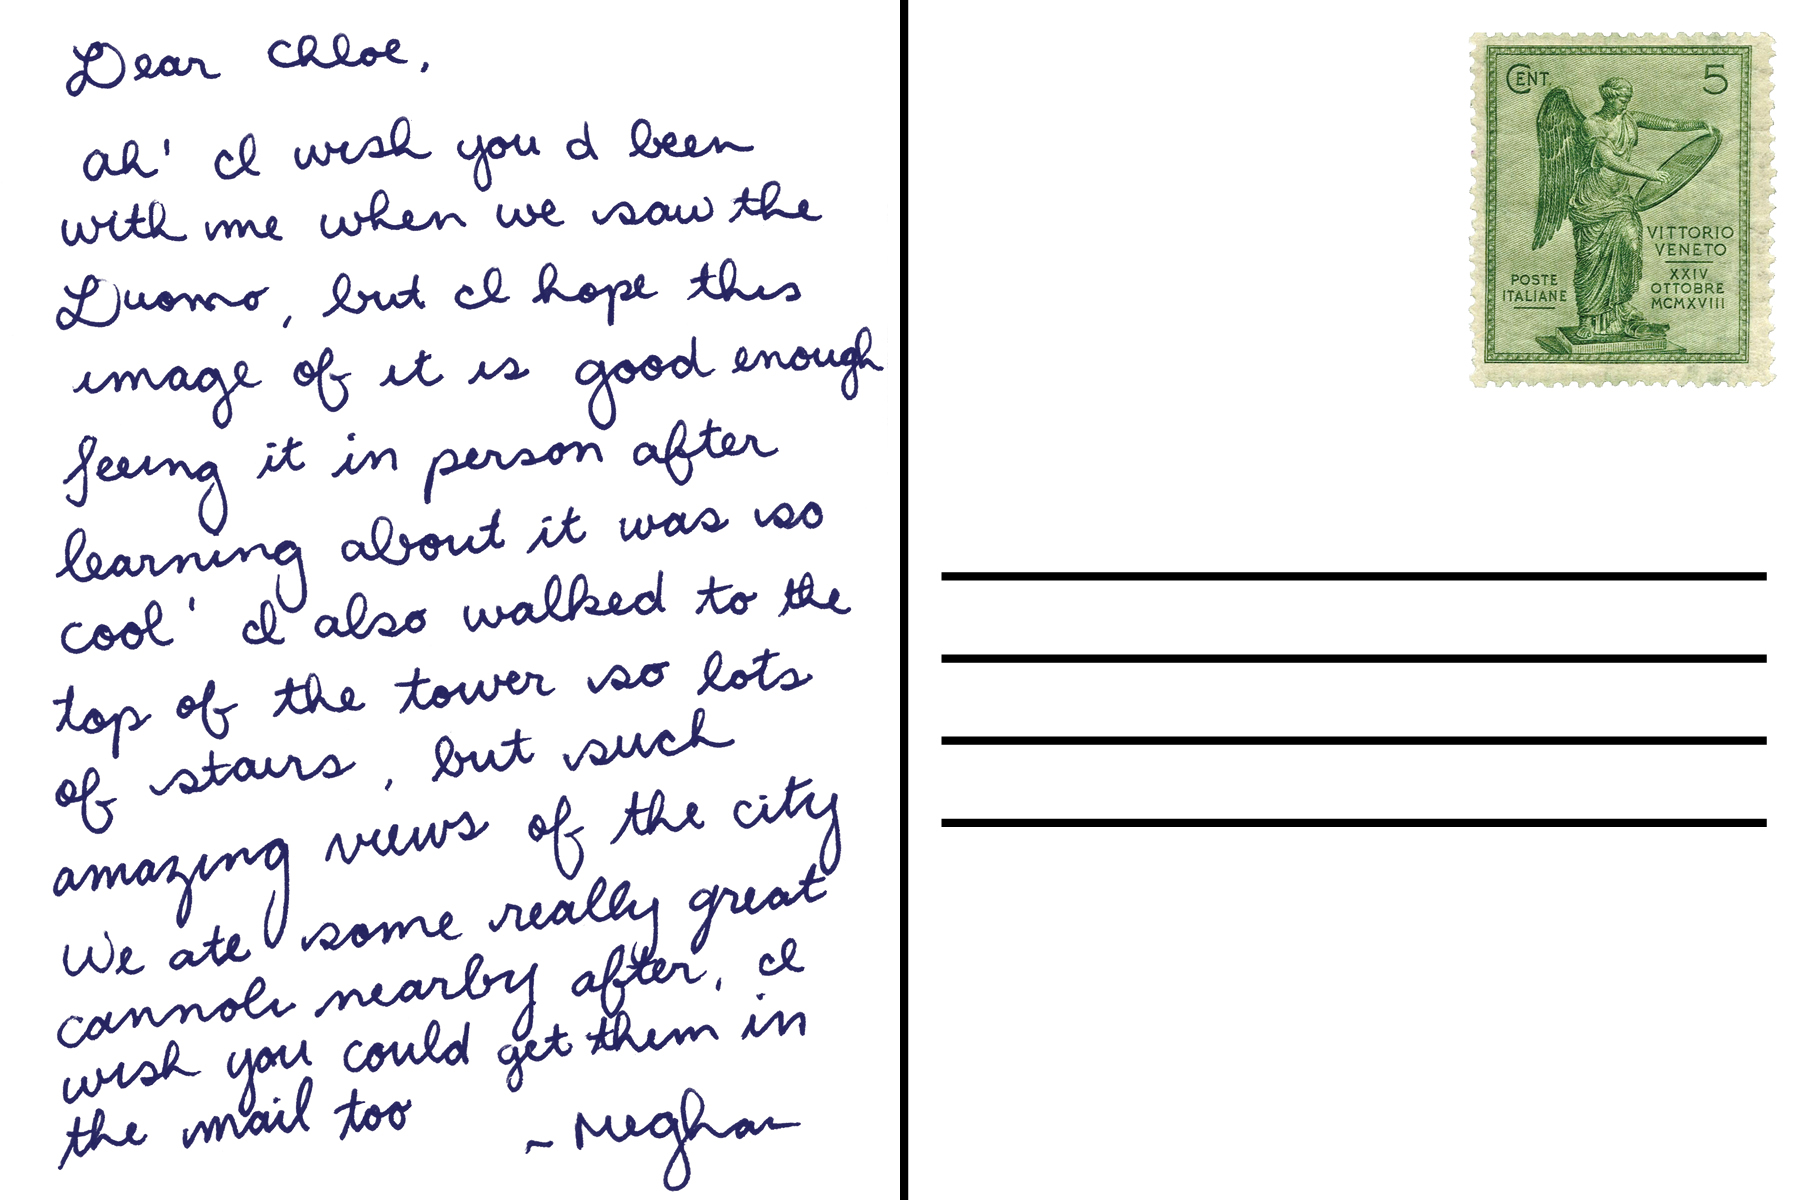 Dear Chloe,
ah' I wish you d been
with me when we saw the
Duomo, but I hope this
image of it is good enough
seeing it in person after
learning about it was so
cool' I also walked to the
top of the tower so lots
of stairs, but such
amazing views of the city
We ate some really great
cannoli nearby after, I
wish you could get them in
the mail too
~Meghan
CENT. 5
VITTORIO
VENETO
XXIV
OTTOBRE
MCMXVIII
POSTE
ITALIANE